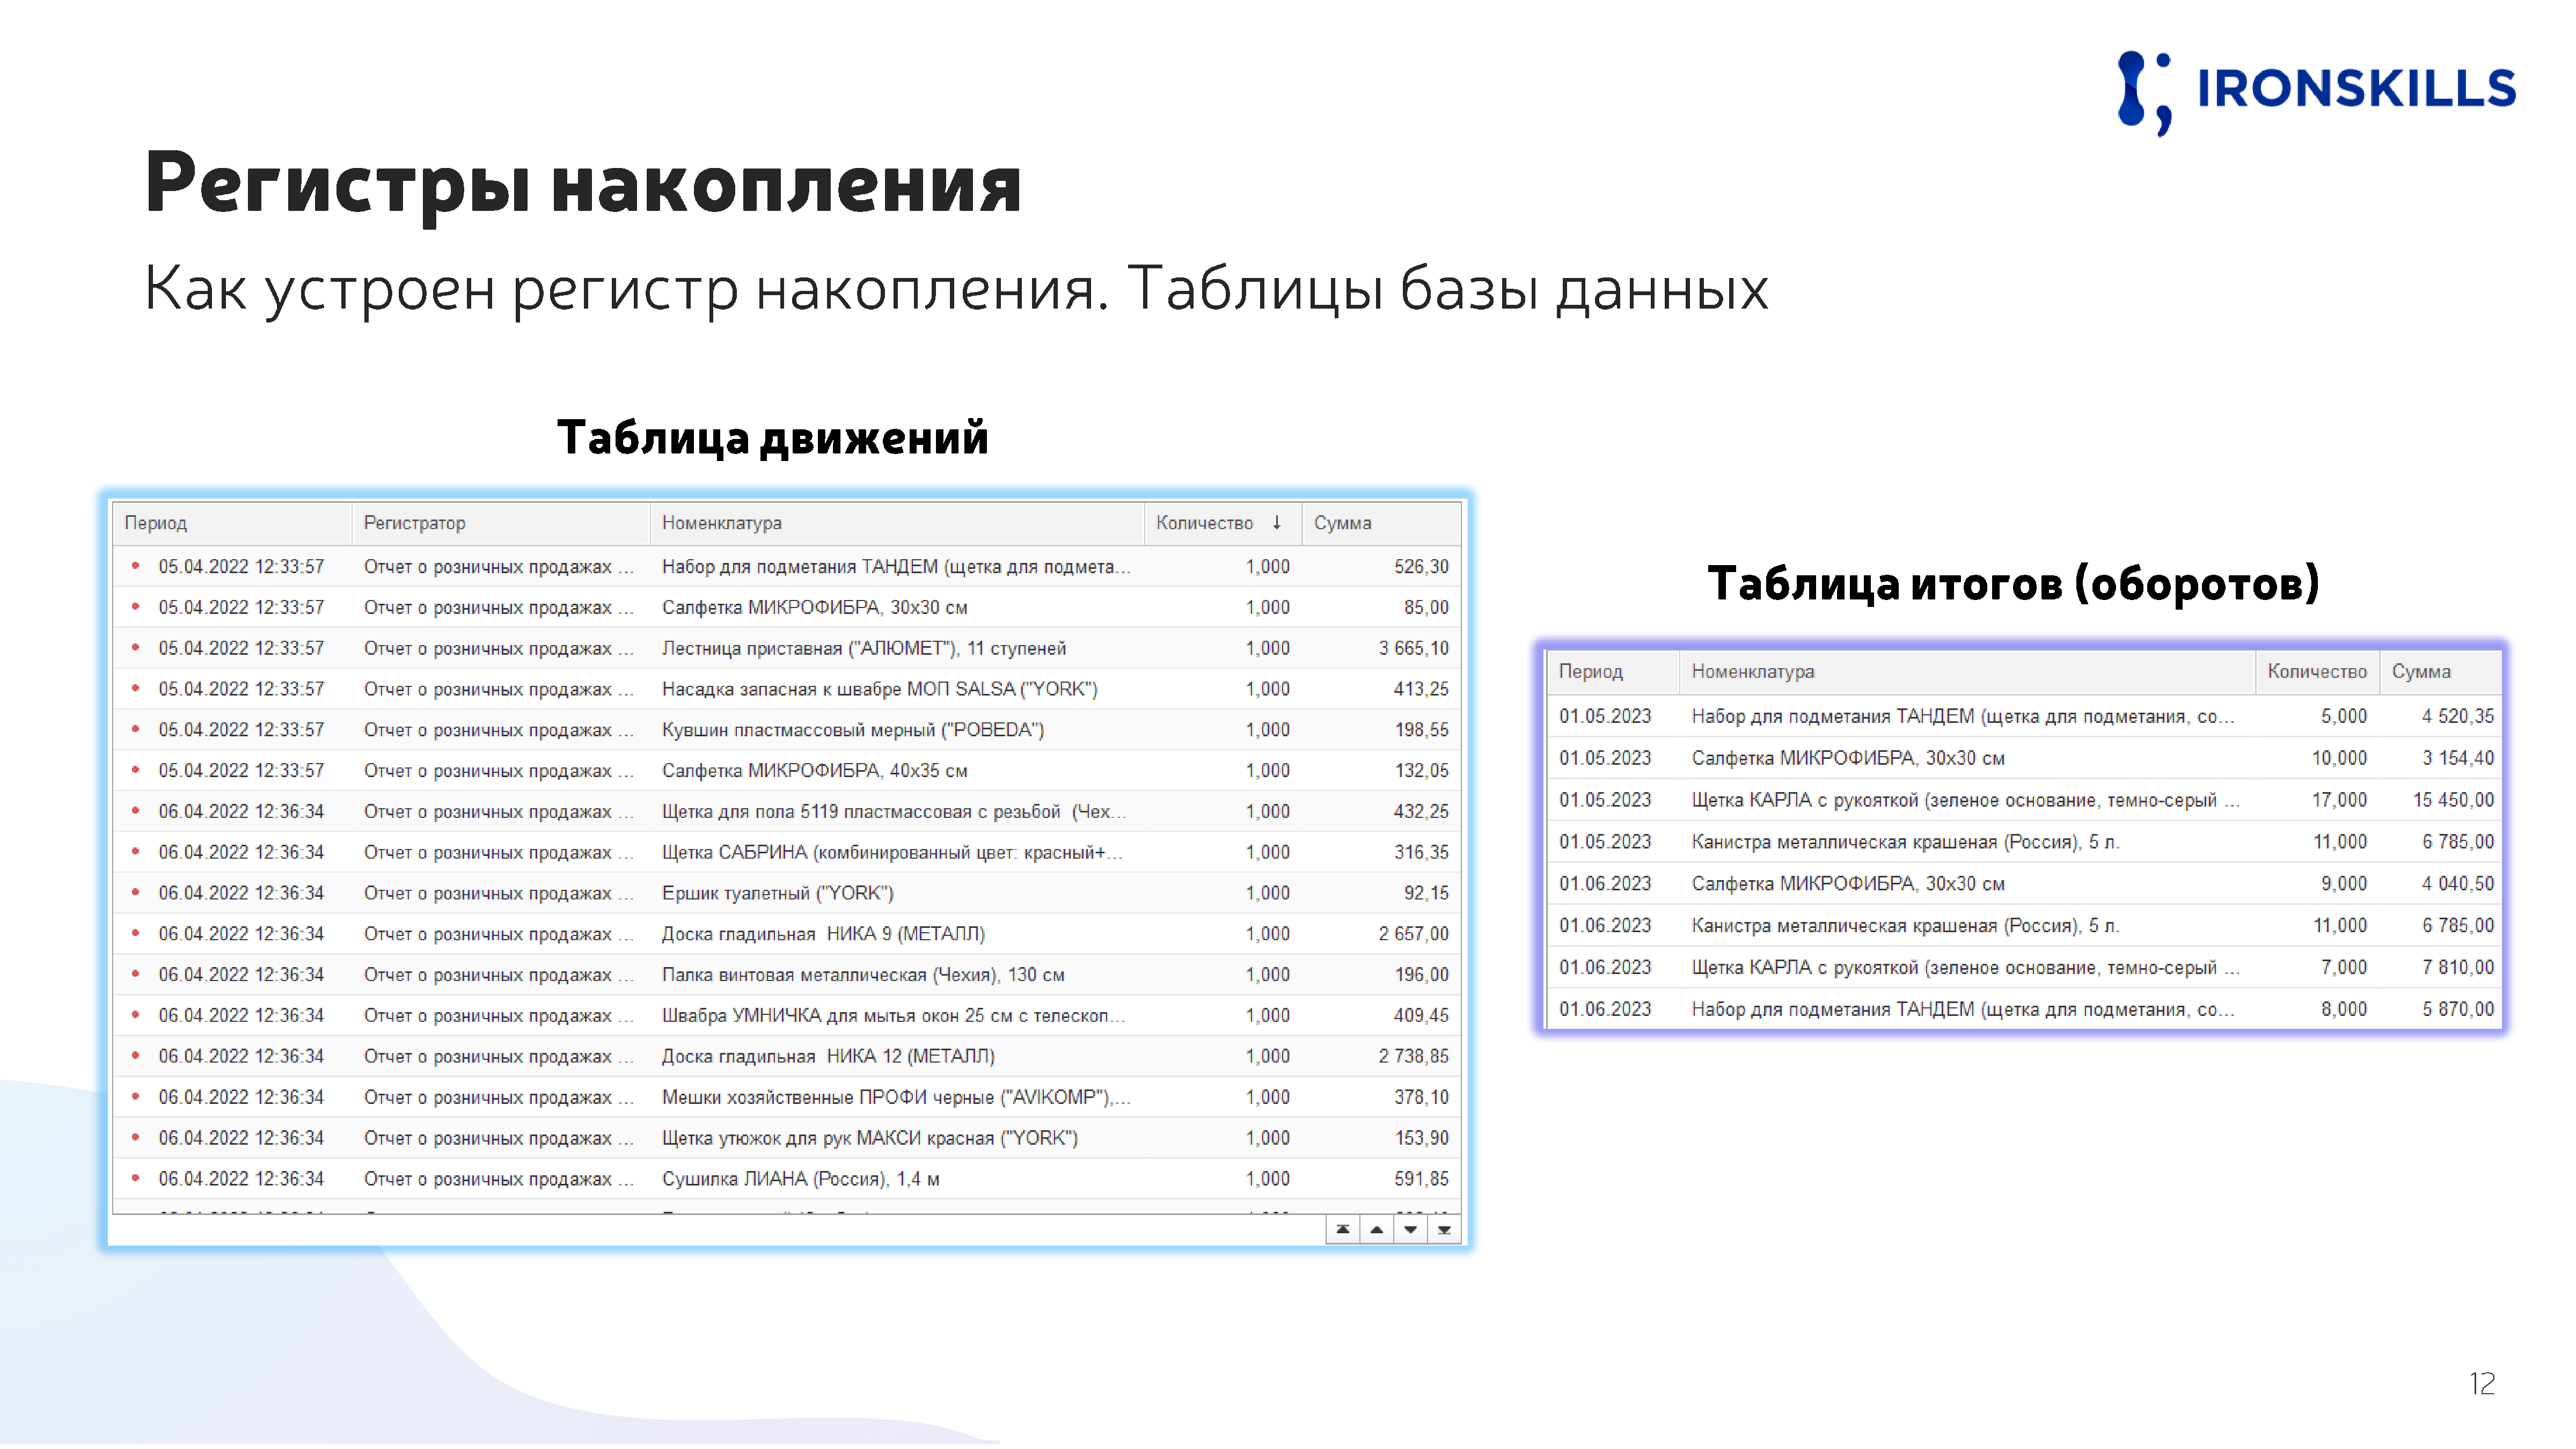 IRONSKILLS
Регистры накопления
Как устроен регистр накопления. Таблицы базы данных
Таблица движений
Период Регистратор Номенклатура Количество ↓ Сумма
05.04.2022 12:33:57 Отчет о розничных продажах ... Набор для подметания ТАНДЕМ (щетка для подмета... 1,000 526,30
05.04.2022 12:33:57 Отчет о розничных продажах ... Салфетка МИКРОФИБРА, 30х30 см 1,000 85,00
05.04.2022 12:33:57 Отчет о розничных продажах ... Лестница приставная ("АЛЮМЕТ"), 11 ступеней 1,000 3 665,10
05.04.2022 12:33:57 Отчет о розничных продажах ... Насадка запасная к швабре МОП SALSA ("YORK") 1,000 413,25
05.04.2022 12:33:57 Отчет о розничных продажах ... Кувшин пластмассовый мерный ("POBEDA") 1,000 198,55
05.04.2022 12:33:57 Отчет о розничных продажах ... Салфетка МИКРОФИБРА, 40х35 см 1,000 132,05
06.04.2022 12:36:34 Отчет о розничных продажах ... Щетка для пола 5119 пластмассовая с резьбой (Чех... 1,000 432,25
06.04.2022 12:36:34 Отчет о розничных продажах ... Щетка САБРИНА (комбинированный цвет: красный+... 1,000 316,35
06.04.2022 12:36:34 Отчет о розничных продажах ... Ершик туалетный ("YORK") 1,000 92,15
06.04.2022 12:36:34 Отчет о розничных продажах ... Доска гладильная НИКА 9 (МЕТАЛЛ) 1,000 2 657,00
06.04.2022 12:36:34 Отчет о розничных продажах ... Палка винтовая металлическая (Чехия), 130 см 1,000 196,00
06.04.2022 12:36:34 Отчет о розничных продажах ... Швабра УМНИЧКА для мытья окон 25 см с телескоп... 1,000 409,45
06.04.2022 12:36:34 Отчет о розничных продажах ... Доска гладильная НИКА 12 (МЕТАЛЛ) 1,000 2 738,85
06.04.2022 12:36:34 Отчет о розничных продажах ... Мешки хозяйственные ПРОФИ черные ("AVIKOMP"),... 1,000 378,10
06.04.2022 12:36:34 Отчет о розничных продажах ... Щетка утюжок для рук МАКСИ красная ("YORK") 1,000 153,90
06.04.2022 12:36:34 Отчет о розничных продажах ... Сушилка ЛИАНА (Россия), 1,4 м 1,000 591,85
Таблица итогов (оборотов)
Период Номенклатура Количество Сумма
01.05.2023 Набор для подметания ТАНДЕМ (щетка для подметания, со... 5,000 4 520,35
01.05.2023 Салфетка МИКРОФИБРА, 30х30 см 10,000 3 154,40
01.05.2023 Щетка КАРЛА с рукояткой (зеленое основание, темно-серый ... 17,000 15 450,00
01.05.2023 Канистра металлическая крашеная (Россия), 5 л. 11,000 6 785,00
01.06.2023 Салфетка МИКРОФИБРА, 30х30 см 9,000 4 040,50
01.06.2023 Канистра металлическая крашеная (Россия), 5 л. 11,000 6 785,00
01.06.2023 Щетка КАРЛА с рукояткой (зеленое основание, темно-серый ... 7,000 7 810,00
01.06.2023 Набор для подметания ТАНДЕМ (щетка для подметания, со... 8,000 5 870,00
12